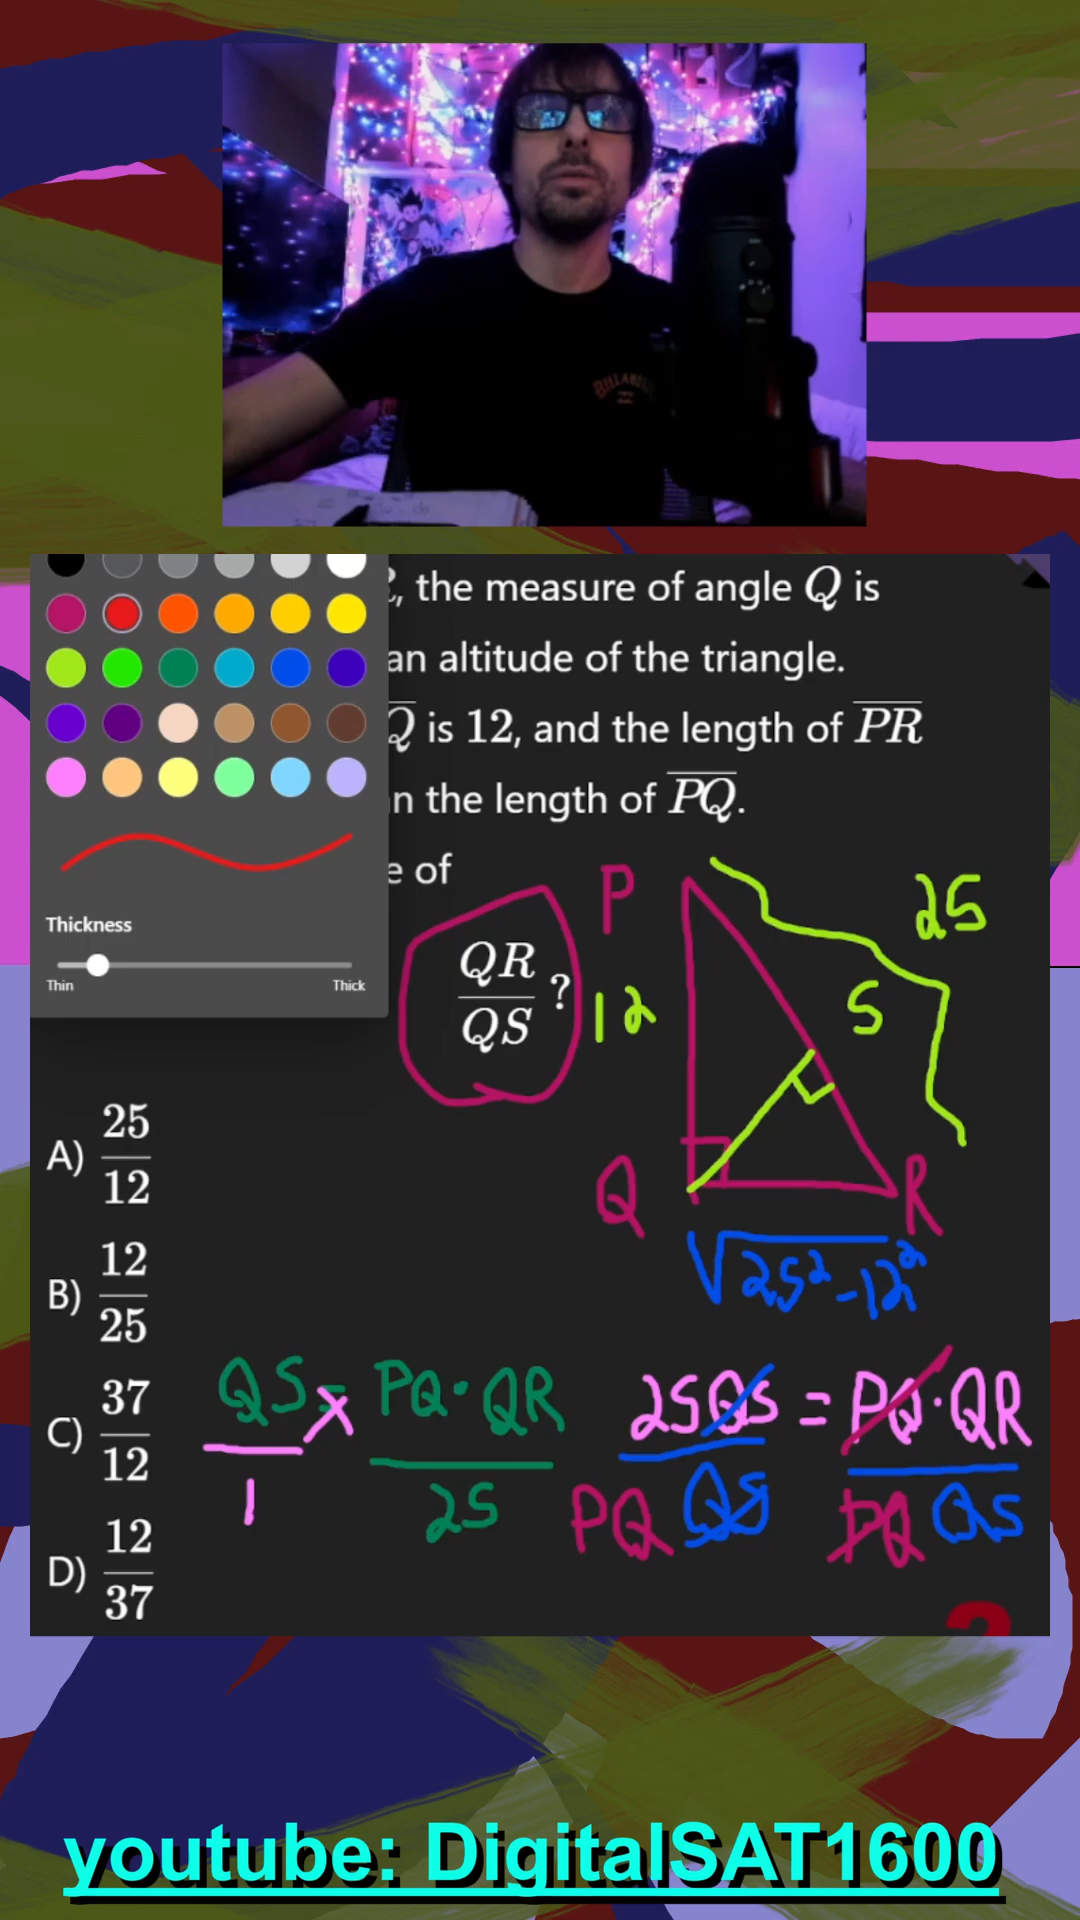 , the measure of angle Q is
an altitude of the triangle.
Q is 12, and the length of PR
n the length of PQ.
e of
QR
QS
?
Thickness
Thin
Thick
P
12
25
S
Q
R
√25²-12²
A) 25/12
B) 12/25
C) 37/12
D) 12/37
QS = PQ·QR
1
x
25
25QS = PQ·QR
PQ QS
PQ QS
youtube: DigitalSAT1600